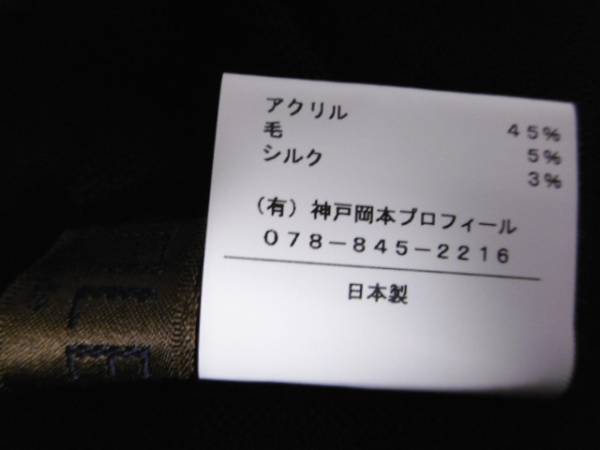 アクリル 45%
毛 5%
シルク 3%
(有) 神戸岡本プロフィール
078-845-2216
日本製